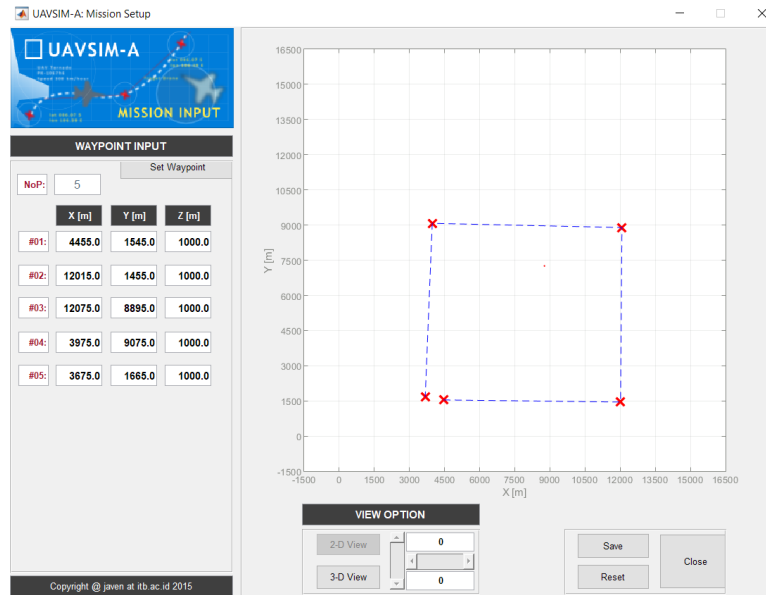 UAVSIM-A: Mission Setup
UAVSIM-A
MISSION INPUT
WAYPOINT INPUT
Set Waypoint
NoP: 5
X [m] Y [m] Z [m]
#01: 4455.0 1545.0 1000.0
#02: 12015.0 1455.0 1000.0
#03: 12075.0 8895.0 1000.0
#04: 3975.0 9075.0 1000.0
#05: 3675.0 1665.0 1000.0
Copyright @ javen at itb.ac.id 2015
16500
15000
13500
12000
10500
9000
7500
6000
4500
3000
1500
0
-1500
Y [m]
-1500 0 1500 3000 4500 6000 7500 9000 10500 12000 13500 15000 16500
X [m]
VIEW OPTION
2-D View 0
3-D View 0
Save
Reset
Close